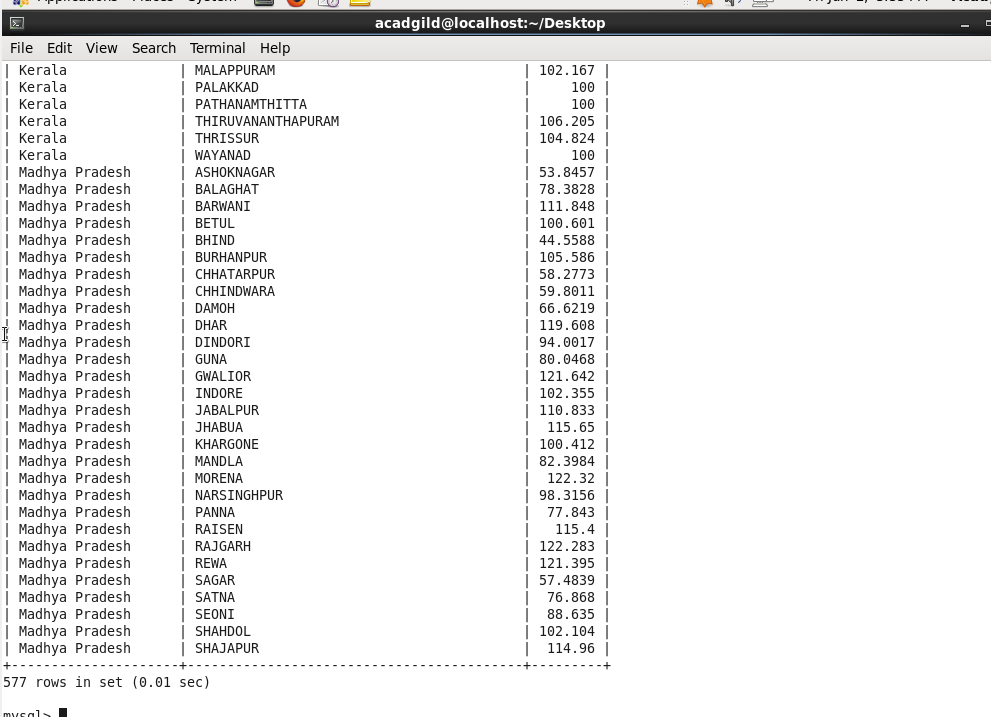 acadgild@localhost:~/Desktop
File Edit View Search Terminal Help
| Kerala | MALAPPURAM | 102.167 |
| Kerala | PALAKKAD | 100 |
| Kerala | PATHANAMTHITTA | 100 |
| Kerala | THIRUVANANTHAPURAM | 106.205 |
| Kerala | THRISSUR | 104.824 |
| Kerala | WAYANAD | 100 |
| Madhya Pradesh | ASHOKNAGAR | 53.8457 |
| Madhya Pradesh | BALAGHAT | 78.3828 |
| Madhya Pradesh | BARWANI | 111.848 |
| Madhya Pradesh | BETUL | 100.601 |
| Madhya Pradesh | BHIND | 44.5588 |
| Madhya Pradesh | BURHANPUR | 105.586 |
| Madhya Pradesh | CHHATARPUR | 58.2773 |
| Madhya Pradesh | CHHINDWARA | 59.8011 |
| Madhya Pradesh | DAMOH | 66.6219 |
| Madhya Pradesh | DHAR | 119.608 |
| Madhya Pradesh | DINDORI | 94.0017 |
| Madhya Pradesh | GUNA | 80.0468 |
| Madhya Pradesh | GWALIOR | 121.642 |
| Madhya Pradesh | INDORE | 102.355 |
| Madhya Pradesh | JABALPUR | 110.833 |
| Madhya Pradesh | JHABUA | 115.65 |
| Madhya Pradesh | KHARGONE | 100.412 |
| Madhya Pradesh | MANDLA | 82.3984 |
| Madhya Pradesh | MORENA | 122.32 |
| Madhya Pradesh | NARSINGHPUR | 98.3156 |
| Madhya Pradesh | PANNA | 77.843 |
| Madhya Pradesh | RAISEN | 115.4 |
| Madhya Pradesh | RAJGARH | 122.283 |
| Madhya Pradesh | REWA | 121.395 |
| Madhya Pradesh | SAGAR | 57.4839 |
| Madhya Pradesh | SATNA | 76.868 |
| Madhya Pradesh | SEONI | 88.635 |
| Madhya Pradesh | SHAHDOL | 102.104 |
| Madhya Pradesh | SHAJAPUR | 114.96 |
+---------------------+------------------------------------------+---------+
577 rows in set (0.01 sec)
mysql>